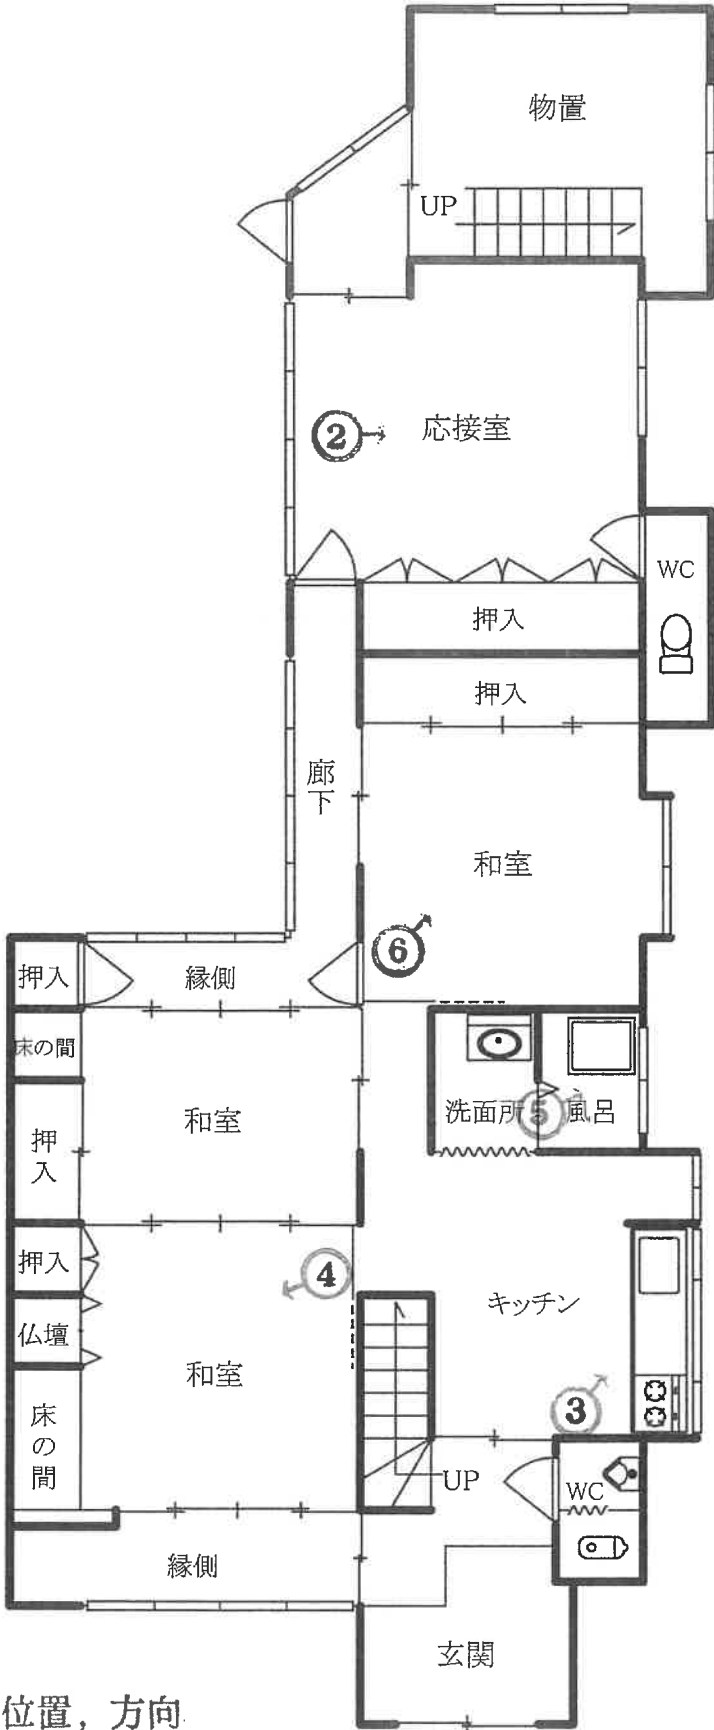 物置
UP
②
応接室
WC
押入
押入
廊下
和室
⑥
押入
縁側
床の間
和室
洗面所
⑤
風呂
押入
押入
④
キッチン
仏壇
和室
③
床の間
UP
WC
縁側
玄関
位置，方向